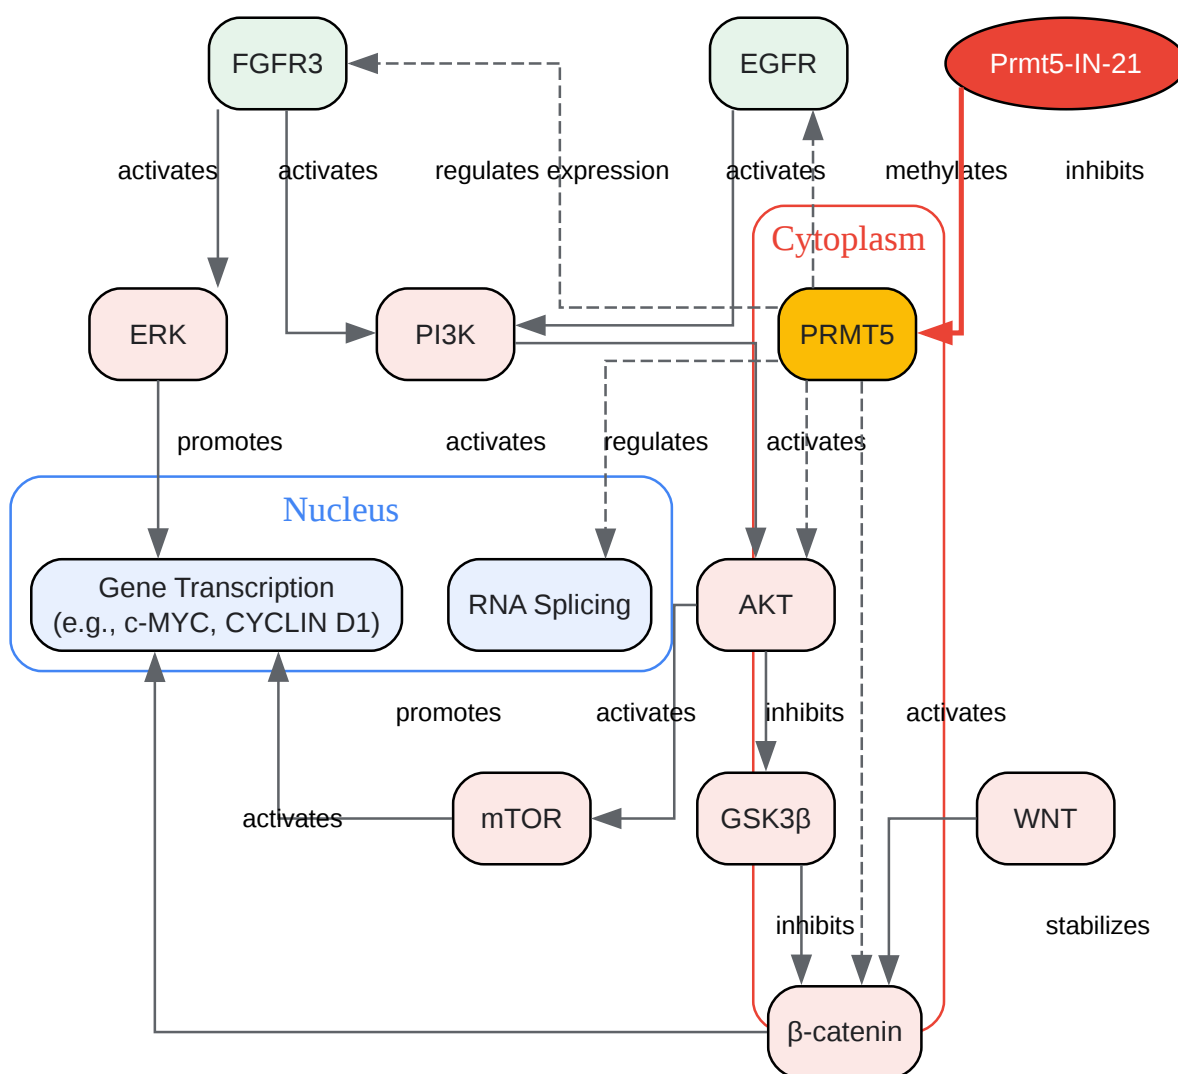 FGFR3
EGFR
Prmt5-IN-21
activates
activates
regulates expression
activates
methylates
inhibits
Cytoplasm
ERK
PI3K
PRMT5
promotes
activates
regulates
activates
Nucleus
Gene Transcription
(e.g., c-MYC, CYCLIN D1)
RNA Splicing
AKT
promotes
activates
inhibits
activates
activates
mTOR
GSK3β
WNT
inhibits
stabilizes
β-catenin